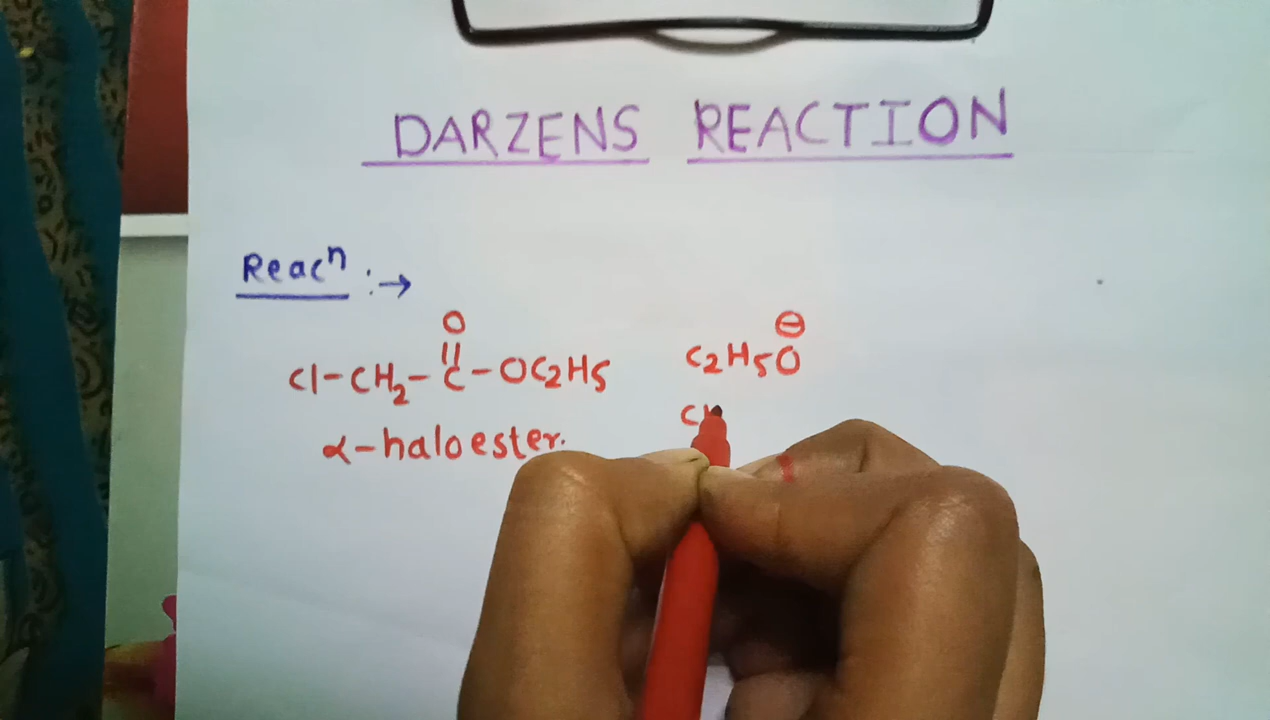 DARZENS REACTION
Reacⁿ :→
O
||
Cl-CH₂-C-OC₂H₅
α-haloester.
⊖
C₂H₅O